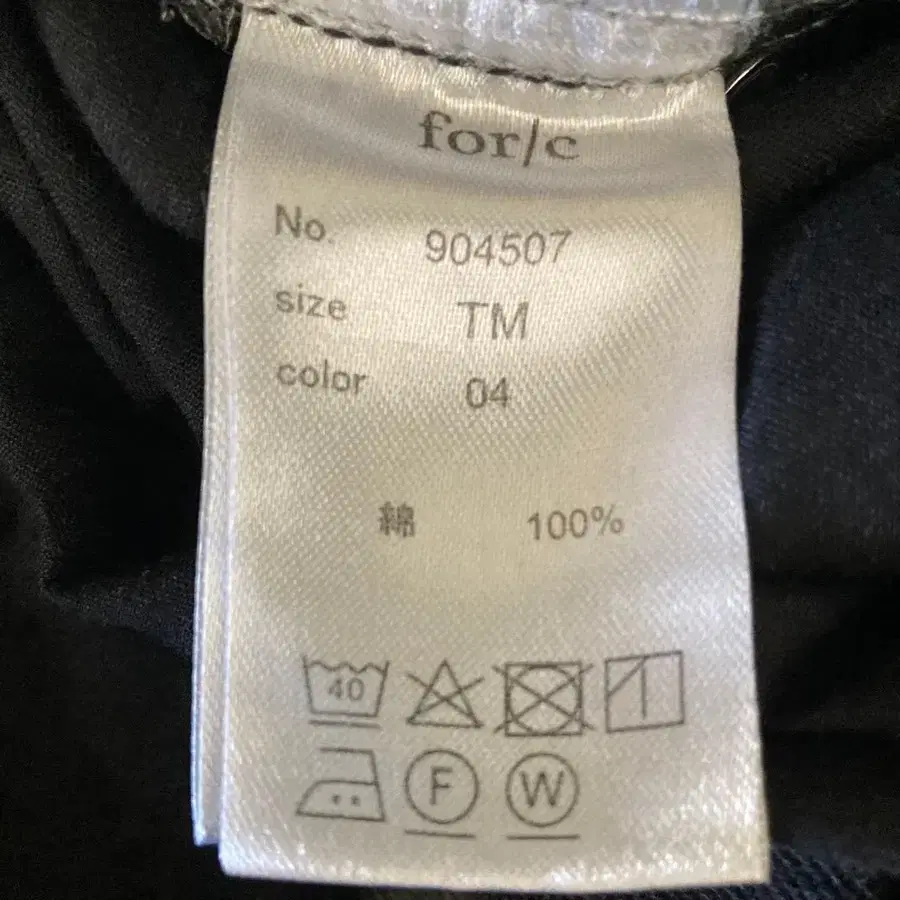 for/c
No. 904507
size TM
color 04
綿 100%
40
F W